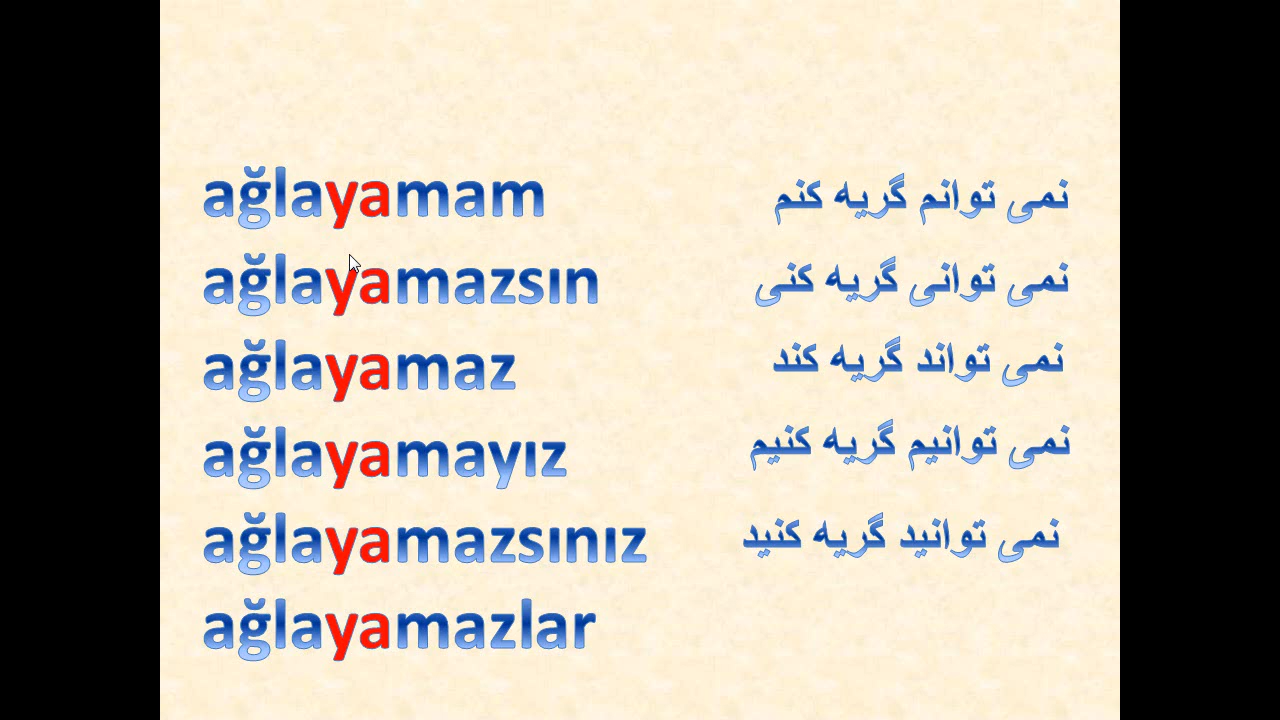 ağlayamam نمی توانم گریه کنم
ağlayamazsın نمی توانی گریه کنی
ağlayamaz نمی تواند گریه کند
ağlayamayız نمی توانیم گریه کنیم
ağlayamazsınız نمی توانید گریه کنید
ağlayamazlar